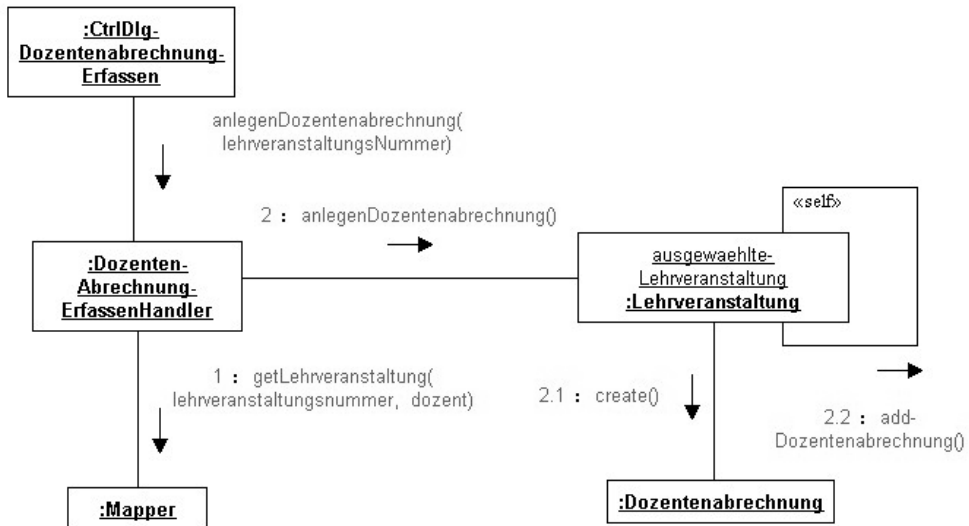 :CtrlDlg-
Dozentenabrechnung-
Erfassen
anlegenDozentenabrechnung(
lehrveranstaltungsNummer)
2 : anlegenDozentenabrechnung()
«self»
:Dozenten-
Abrechnung-
ErfassenHandler
ausgewaehlte-
Lehrveranstaltung
:Lehrveranstaltung
1 : getLehrveranstaltung(
lehrveranstaltungsnummer, dozent)
2.1 : create()
2.2 : add-
Dozentenabrechnung()
:Mapper
:Dozentenabrechnung